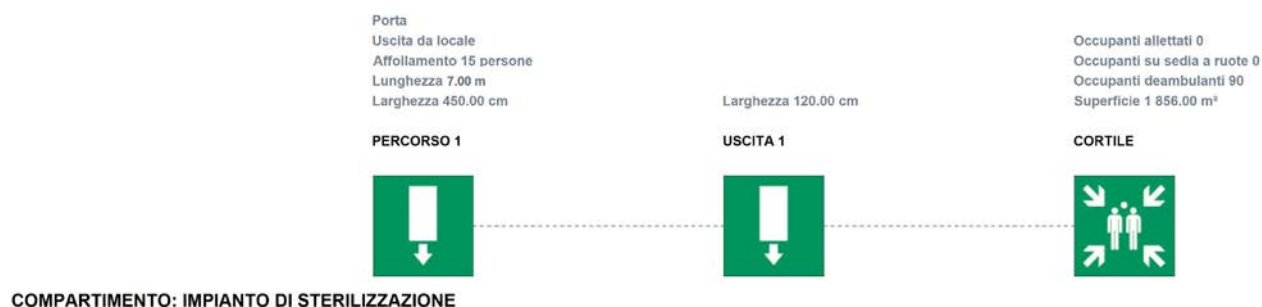 Porta
Uscita da locale
Affollamento 15 persone
Lunghezza 7.00 m
Larghezza 450.00 cm
PERCORSO 1
Larghezza 120.00 cm
USCITA 1
Occupanti allettati 0
Occupanti su sedia a ruote 0
Occupanti deambulanti 90
Superficie 1 856.00 m²
CORTILE
COMPARTIMENTO: IMPIANTO DI STERILIZZAZIONE